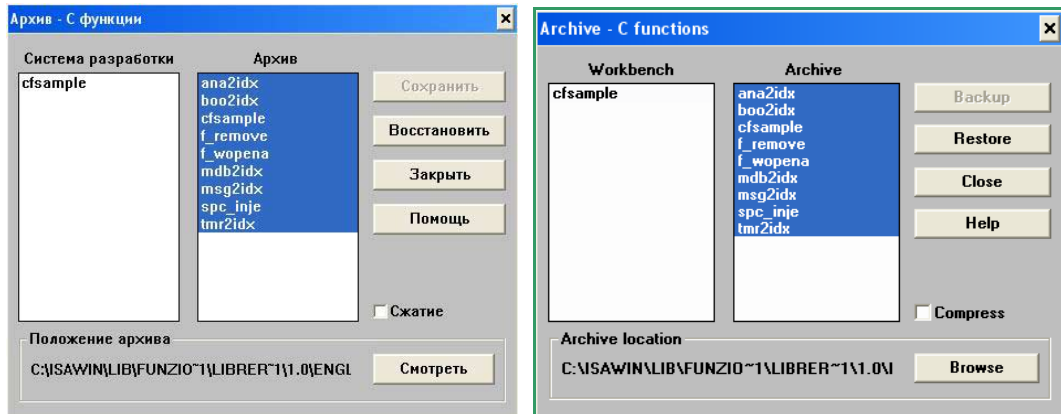 Архив - С функции
Система разработки Архив
cfsample
ana2idx
boo2idx
cfsample
f_remove
f_wopena
mdb2idx
msg2idx
spc_inje
tmr2idx
Сохранить
Восстановить
Закрыть
Помощь
Сжатие
Положение архива
C:\ISAWIN\LIB\FUNZIO~1\LIBRER~1\1.0\ENGL
Смотреть
Archive - C functions
Workbench Archive
cfsample
ana2idx
boo2idx
cfsample
f_remove
f_wopena
mdb2idx
msg2idx
spc_inje
tmr2idx
Backup
Restore
Close
Help
Compress
Archive location
C:\ISAWIN\LIB\FUNZIO~1\LIBRER~1\1.0\I
Browse